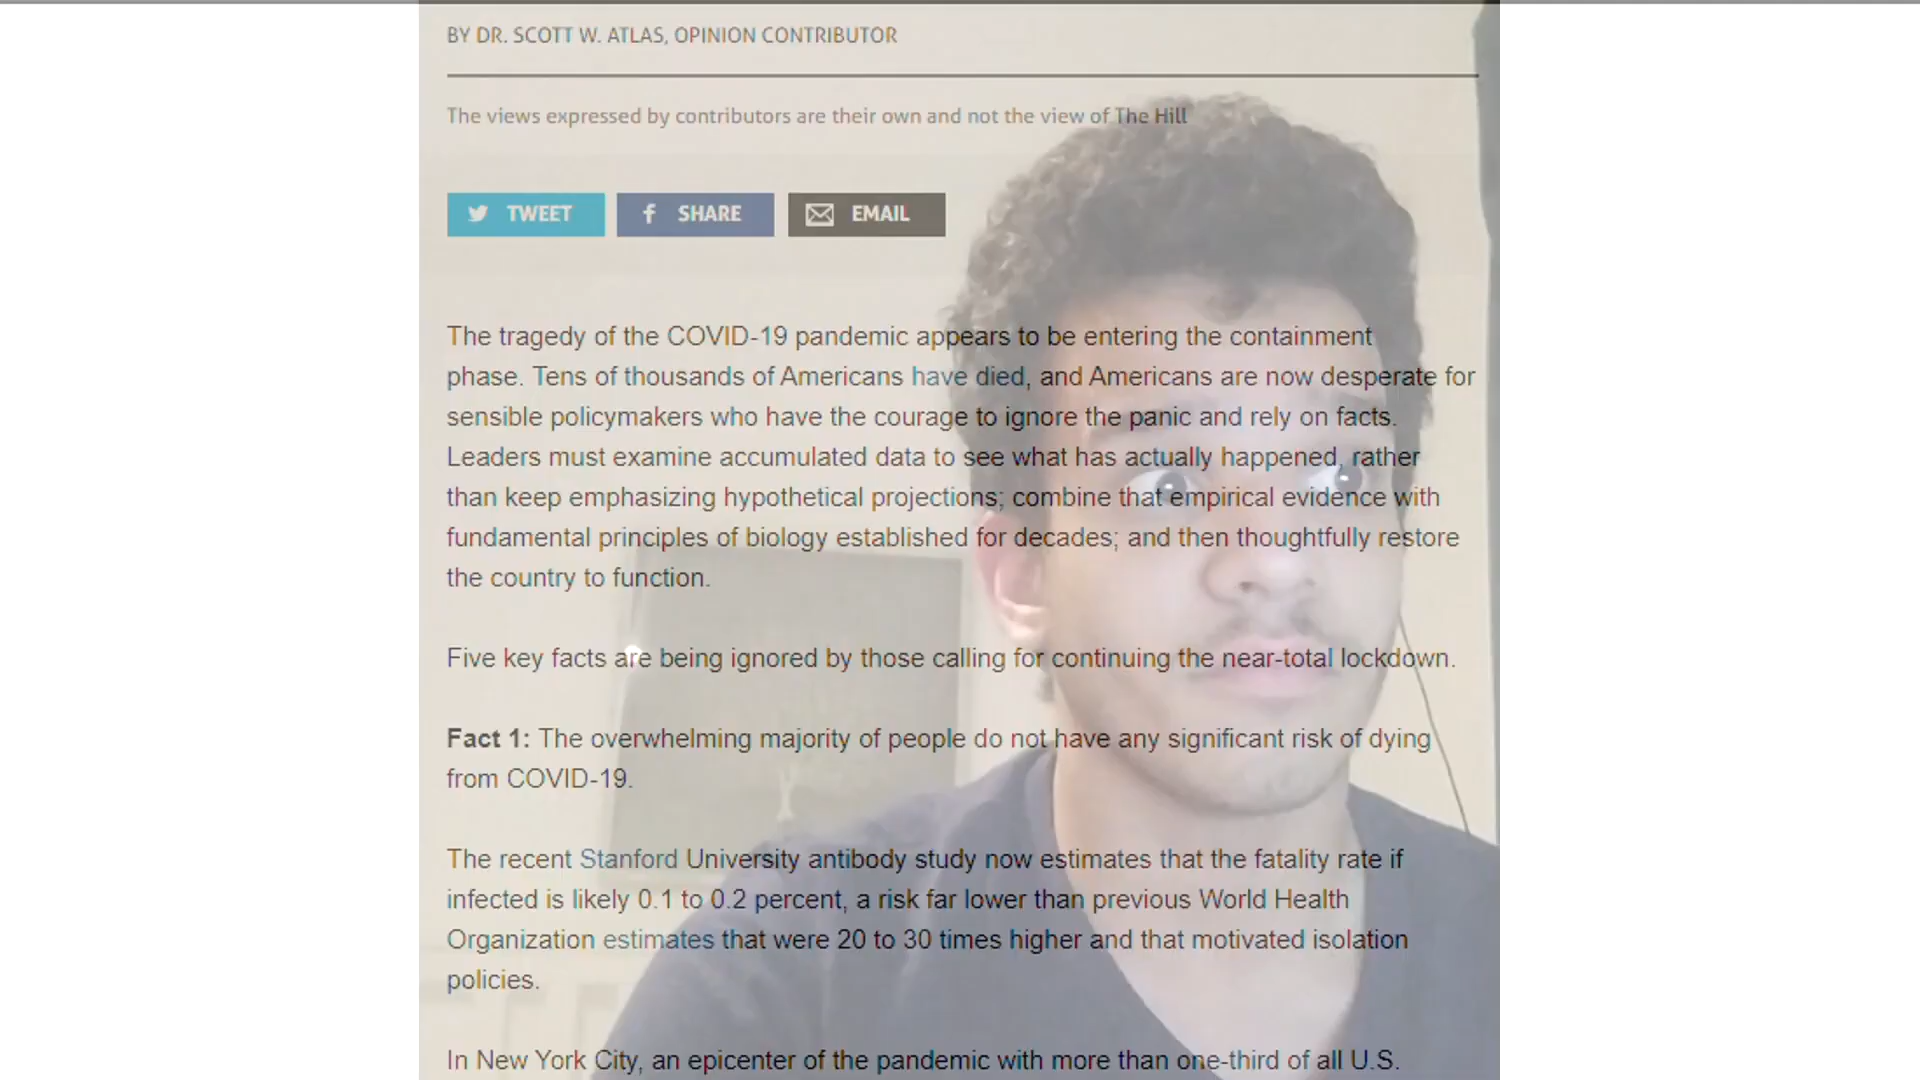 BY DR. SCOTT W. ATLAS, OPINION CONTRIBUTOR
The views expressed by contributors are their own and not the view of The Hill
TWEET
SHARE
EMAIL
The tragedy of the COVID-19 pandemic appears to be entering the containment
phase. Tens of thousands of Americans have died, and Americans are now desperate for
sensible policymakers who have the courage to ignore the panic and rely on facts.
Leaders must examine accumulated data to see what has actually happened, rather
than keep emphasizing hypothetical projections; combine that empirical evidence with
fundamental principles of biology established for decades; and then thoughtfully restore
the country to function.
Five key facts are being ignored by those calling for continuing the near-total lockdown.
Fact 1: The overwhelming majority of people do not have any significant risk of dying
from COVID-19.
The recent Stanford University antibody study now estimates that the fatality rate if
infected is likely 0.1 to 0.2 percent, a risk far lower than previous World Health
Organization estimates that were 20 to 30 times higher and that motivated isolation
policies.
In New York City, an epicenter of the pandemic with more than one-third of all U.S.